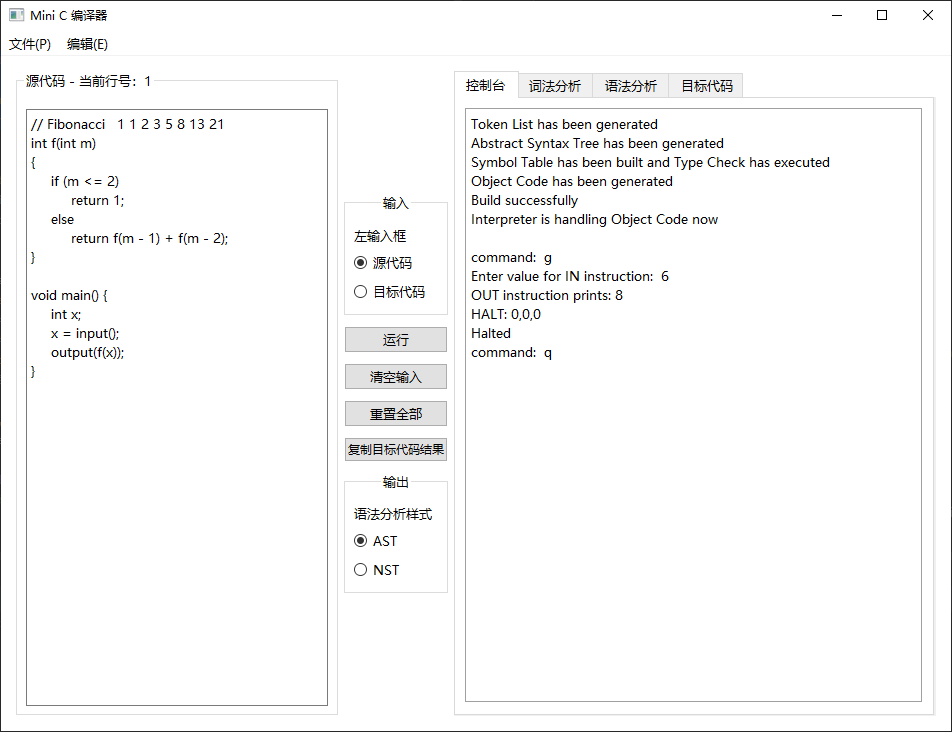 Mini C 编译器
文件(P) 编辑(E)
源代码 - 当前行号：1
// Fibonacci   1 1 2 3 5 8 13 21
int f(int m)
{
     if (m <= 2)
          return 1;
     else
          return f(m - 1) + f(m - 2);
}

void main() {
     int x;
     x = input();
     output(f(x));
}
输入
左输入框
源代码
目标代码
运行
清空输入
重置全部
复制目标代码结果
输出
语法分析样式
AST
NST
控制台 词法分析 语法分析 目标代码
Token List has been generated
Abstract Syntax Tree has been generated
Symbol Table has been built and Type Check has executed
Object Code has been generated
Build successfully
Interpreter is handling Object Code now

command:  g
Enter value for IN instruction:  6
OUT instruction prints: 8
HALT: 0,0,0
Halted
command:  q